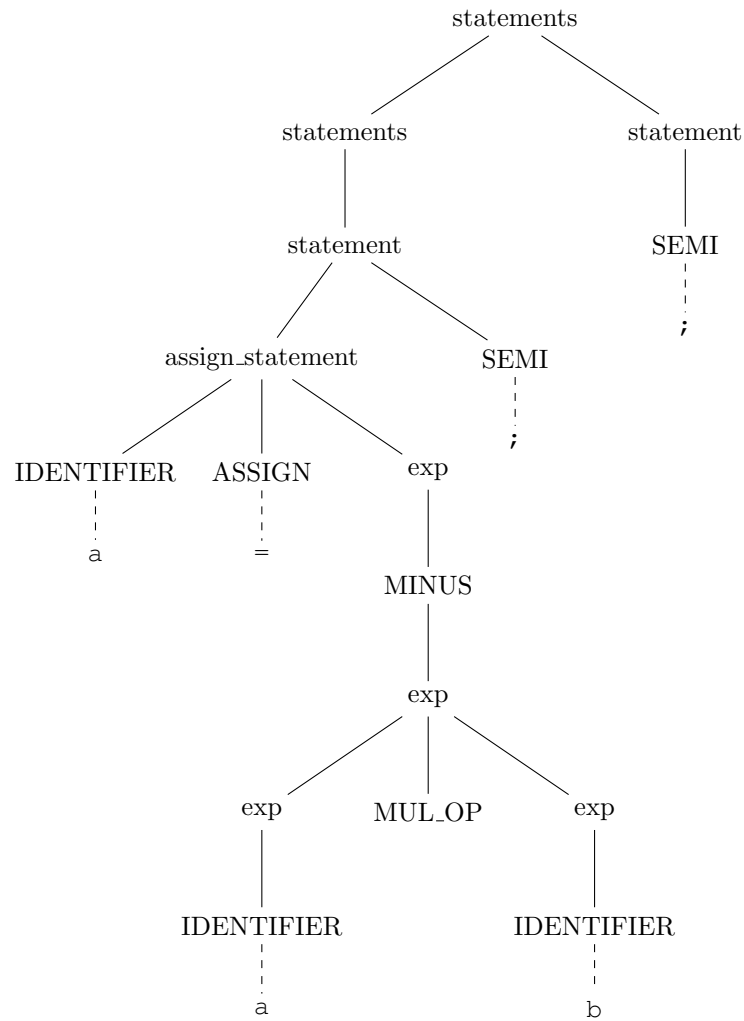 statements
statements statement
statement SEMI
;
assign_statement SEMI
;
IDENTIFIER ASSIGN exp
a =
MINUS
exp
exp MUL_OP exp
IDENTIFIER IDENTIFIER
a b